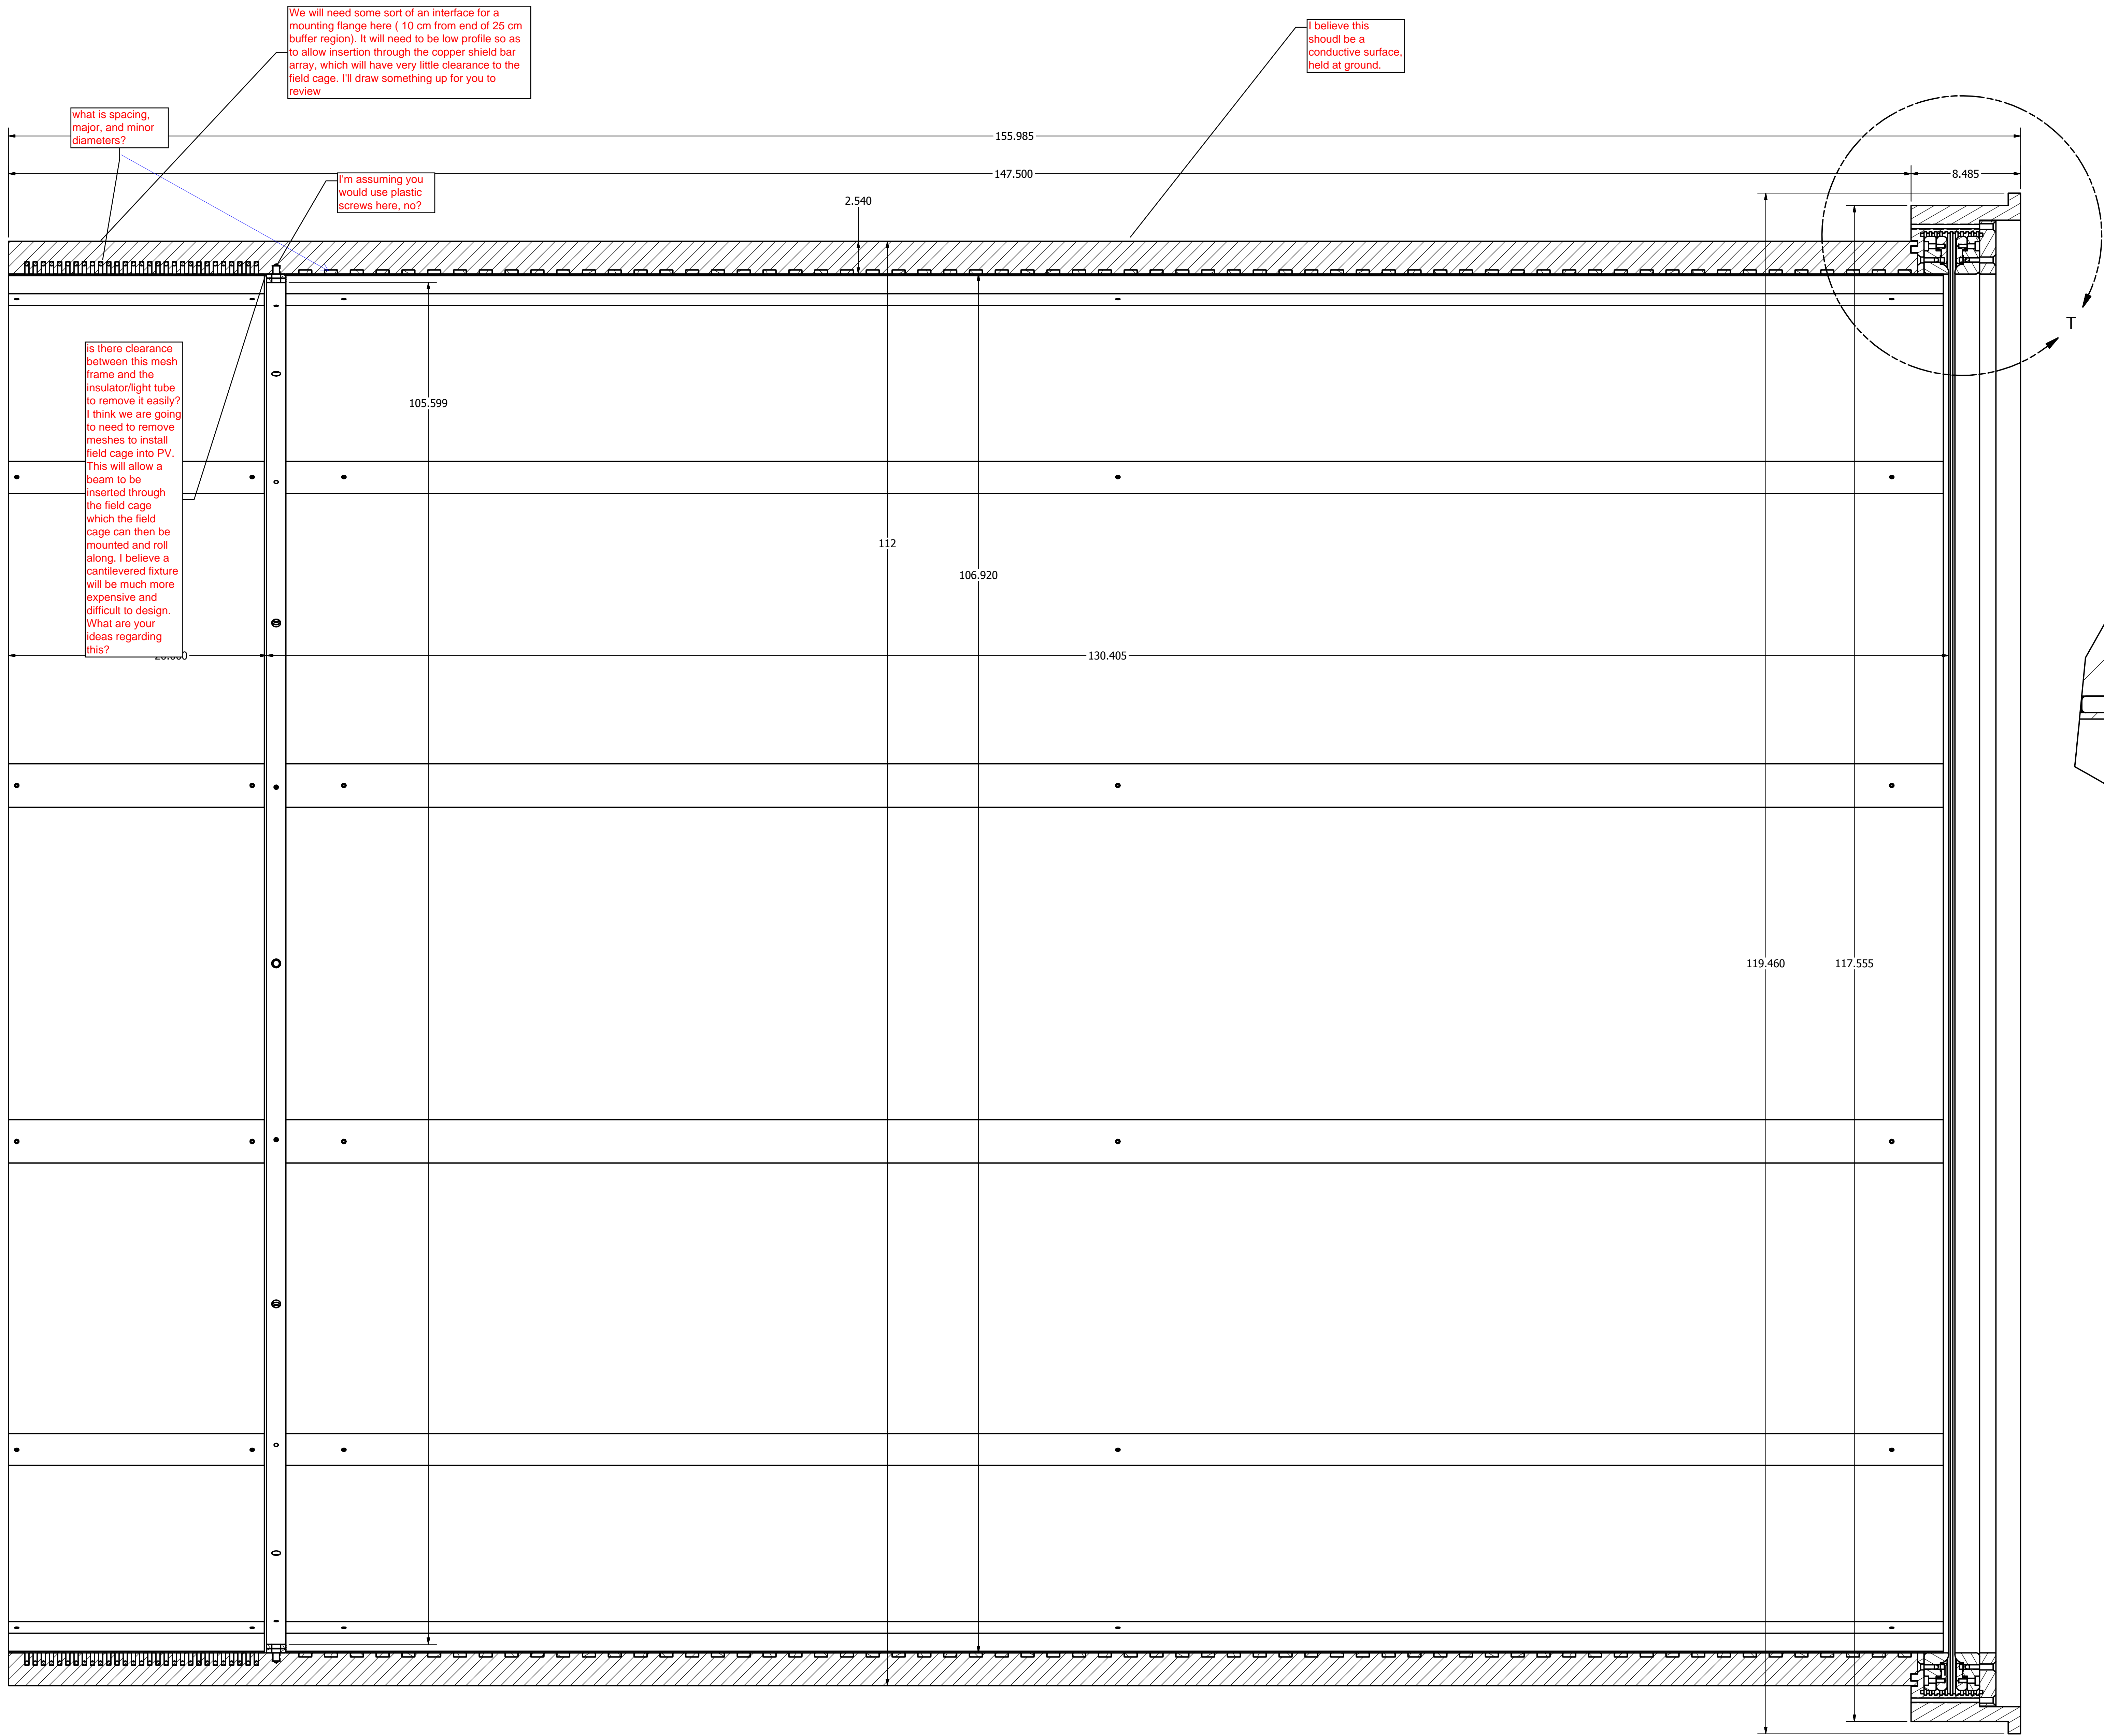 We will need some sort of an interface for a
mounting flange here ( 10 cm from end of 25 cm
buffer region). It will need to be low profile so as
to allow insertion through the copper shield bar
array, which will have very little clearance to the
field cage. I'll draw something up for you to
review
I believe this
shoudl be a
conductive surface,
held at ground.
what is spacing,
major, and minor
diameters?
155.985
147.500
8.485
I'm assuming you
would use plastic
screws here, no?
2.540
T
is there clearance
between this mesh
frame and the
insulator/light tube
to remove it easily?
I think we are going
to need to remove
meshes to install
field cage into PV.
This will allow a
beam to be
inserted through
the field cage
which the field
cage can then be
mounted and roll
along. I believe a
cantilevered fixture
will be much more
expensive and
difficult to design.
What are your
ideas regarding
this?
105.599
112
106.920
130.405
119.460
117.555